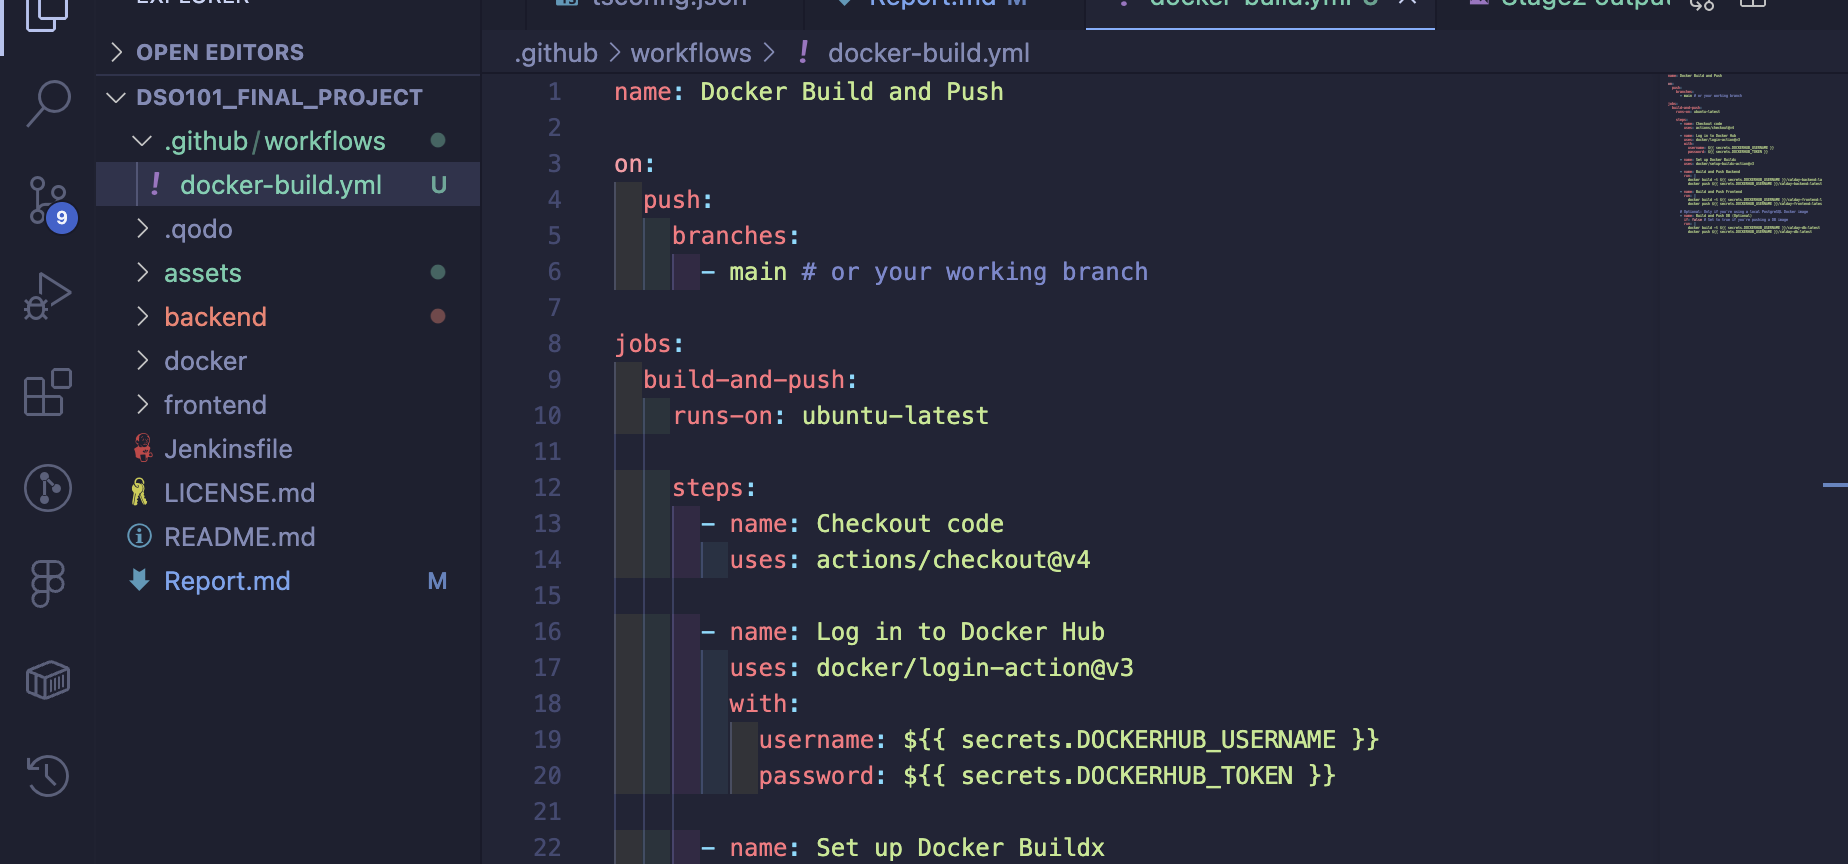 EXPLORER
OPEN EDITORS
DSO101_FINAL_PROJECT
.github/workflows
docker-build.yml U
.qodo
assets
backend
docker
frontend
Jenkinsfile
LICENSE.md
README.md
Report.md M
9
tsconfig.json
Report.md M
docker-build.yml U
Stage2 output
.github > workflows > ! docker-build.yml
1 name: Docker Build and Push
2
3 on:
4 push:
5 branches:
6 - main # or your working branch
7
8 jobs:
9 build-and-push:
10 runs-on: ubuntu-latest
11
12 steps:
13 - name: Checkout code
14 uses: actions/checkout@v4
15
16 - name: Log in to Docker Hub
17 uses: docker/login-action@v3
18 with:
19 username: ${{ secrets.DOCKERHUB_USERNAME }}
20 password: ${{ secrets.DOCKERHUB_TOKEN }}
21
22 - name: Set up Docker Buildx